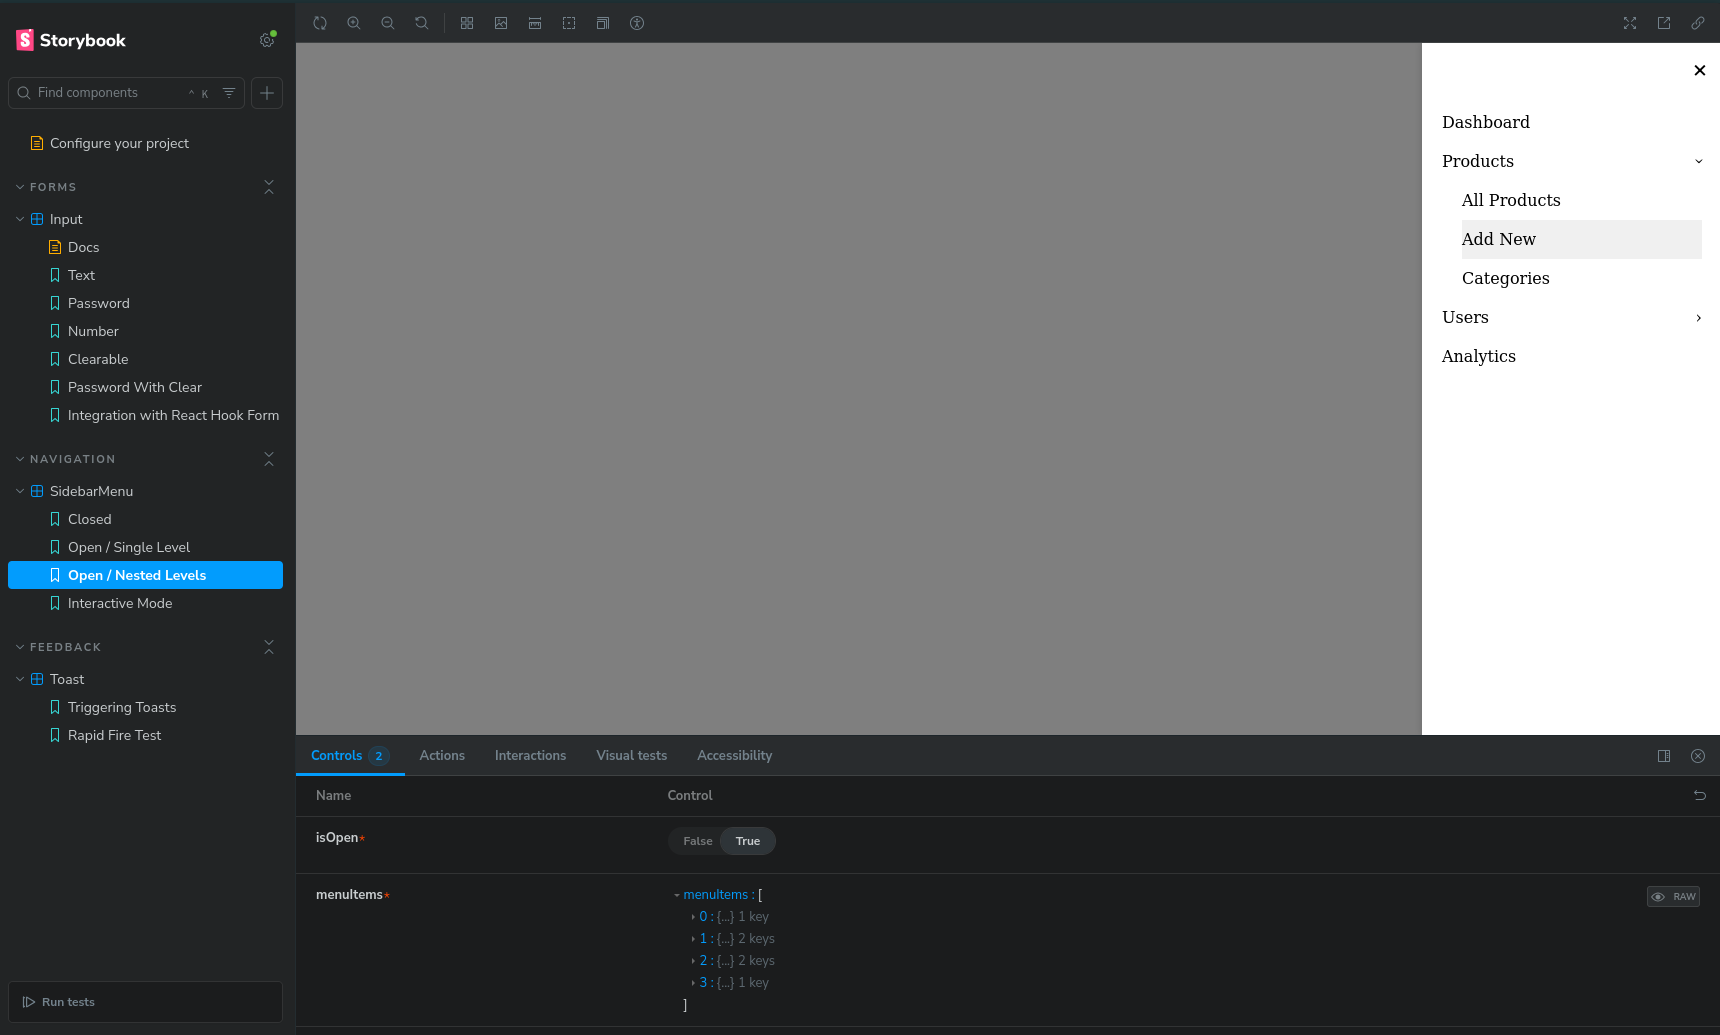 Storybook
Find components
^ K
Configure your project
FORMS
Input
Docs
Text
Password
Number
Clearable
Password With Clear
Integration with React Hook Form
NAVIGATION
SidebarMenu
Closed
Open / Single Level
Open / Nested Levels
Interactive Mode
FEEDBACK
Toast
Triggering Toasts
Rapid Fire Test
Run tests
Dashboard
Products
All Products
Add New
Categories
Users
Analytics
Controls 2 Actions Interactions Visual tests Accessibility
Name Control
isOpen* False True
menuItems* menuItems : [
RAW
0 : {...} 1 key
1 : {...} 2 keys
2 : {...} 2 keys
3 : {...} 1 key
]